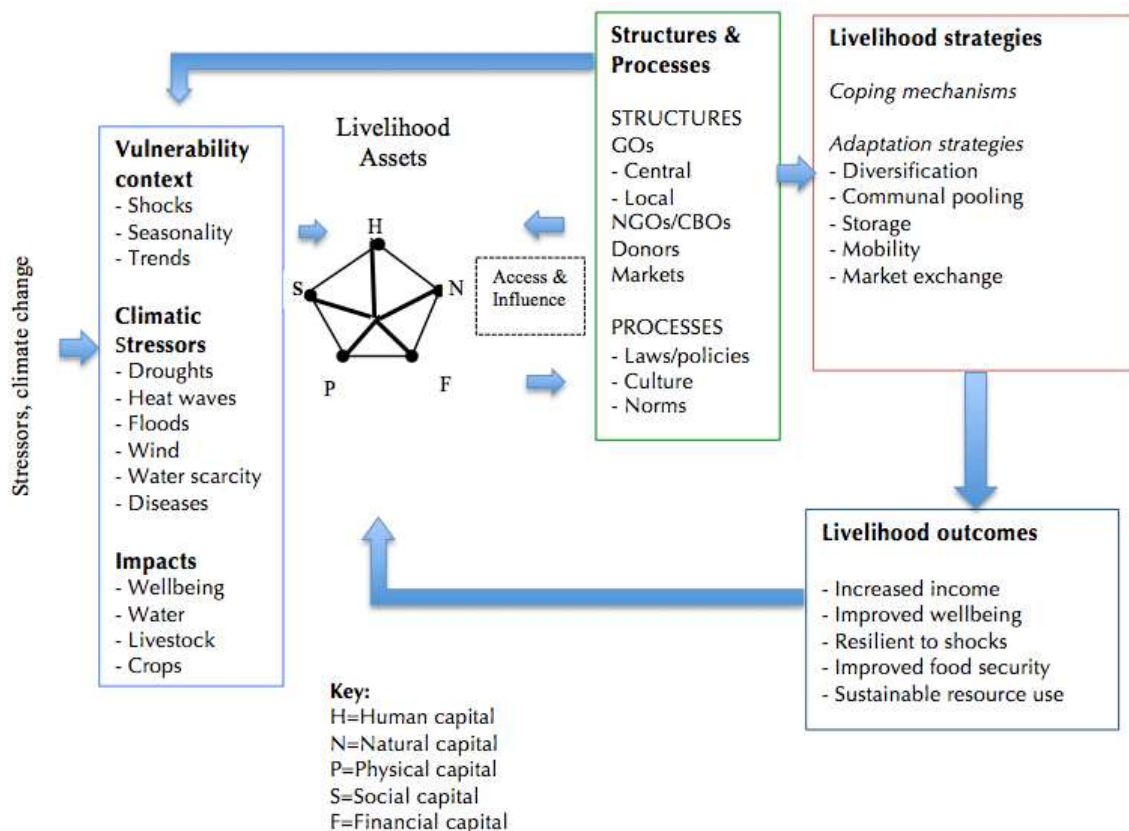 Stressors, climate change
Vulnerability
context
- Shocks
- Seasonality
- Trends
Climatic
Stressors
- Droughts
- Heat waves
- Floods
- Wind
- Water scarcity
- Diseases
Impacts
- Wellbeing
- Water
- Livestock
- Crops
Livelihood
Assets
H
S
N
P
F
Access &
Influence
Structures &
Processes
STRUCTURES
GOs
- Central
- Local
NGOs/CBOs
Donors
Markets
PROCESSES
- Laws/policies
- Culture
- Norms
Livelihood strategies
Coping mechanisms
Adaptation strategies
- Diversification
- Communal pooling
- Storage
- Mobility
- Market exchange
Livelihood outcomes
- Increased income
- Improved wellbeing
- Resilient to shocks
- Improved food security
- Sustainable resource use
Key:
H=Human capital
N=Natural capital
P=Physical capital
S=Social capital
F=Financial capital